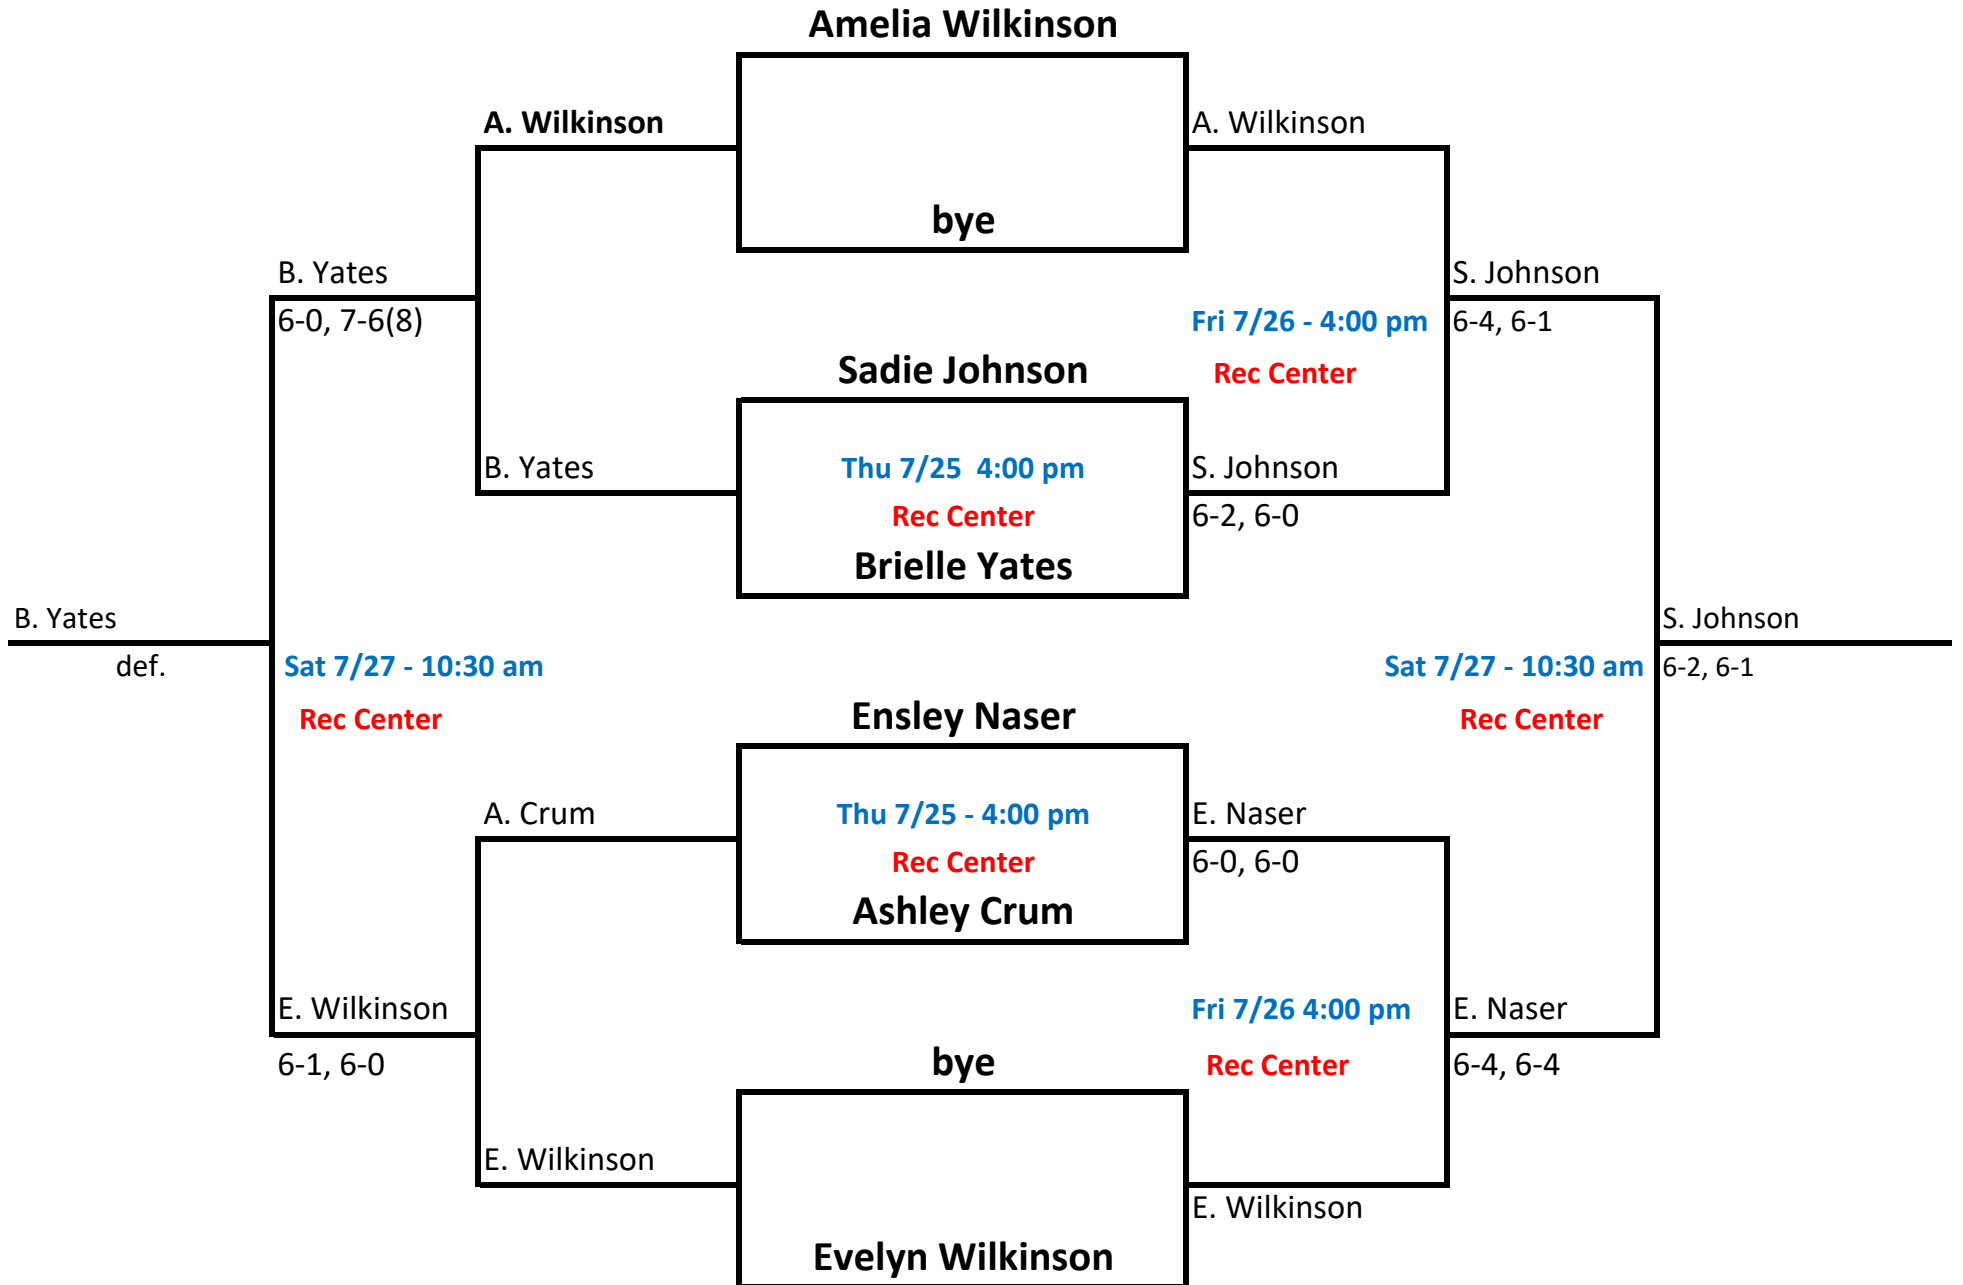 Amelia Wilkinson
A. Wilkinson
A. Wilkinson
bye
B. Yates
S. Johnson
6-0, 7-6(8)
Fri 7/26 - 4:00 pm
6-4, 6-1
Sadie Johnson
Rec Center
B. Yates
Thu 7/25  4:00 pm
S. Johnson
Rec Center
6-2, 6-0
Brielle Yates
B. Yates
S. Johnson
def.
Sat 7/27 - 10:30 am
Sat 7/27 - 10:30 am
6-2, 6-1
Rec Center
Ensley Naser
Rec Center
A. Crum
Thu 7/25 - 4:00 pm
E. Naser
Rec Center
6-0, 6-0
Ashley Crum
E. Wilkinson
Fri 7/26 4:00 pm
E. Naser
6-1, 6-0
bye
Rec Center
6-4, 6-4
E. Wilkinson
E. Wilkinson
Evelyn Wilkinson